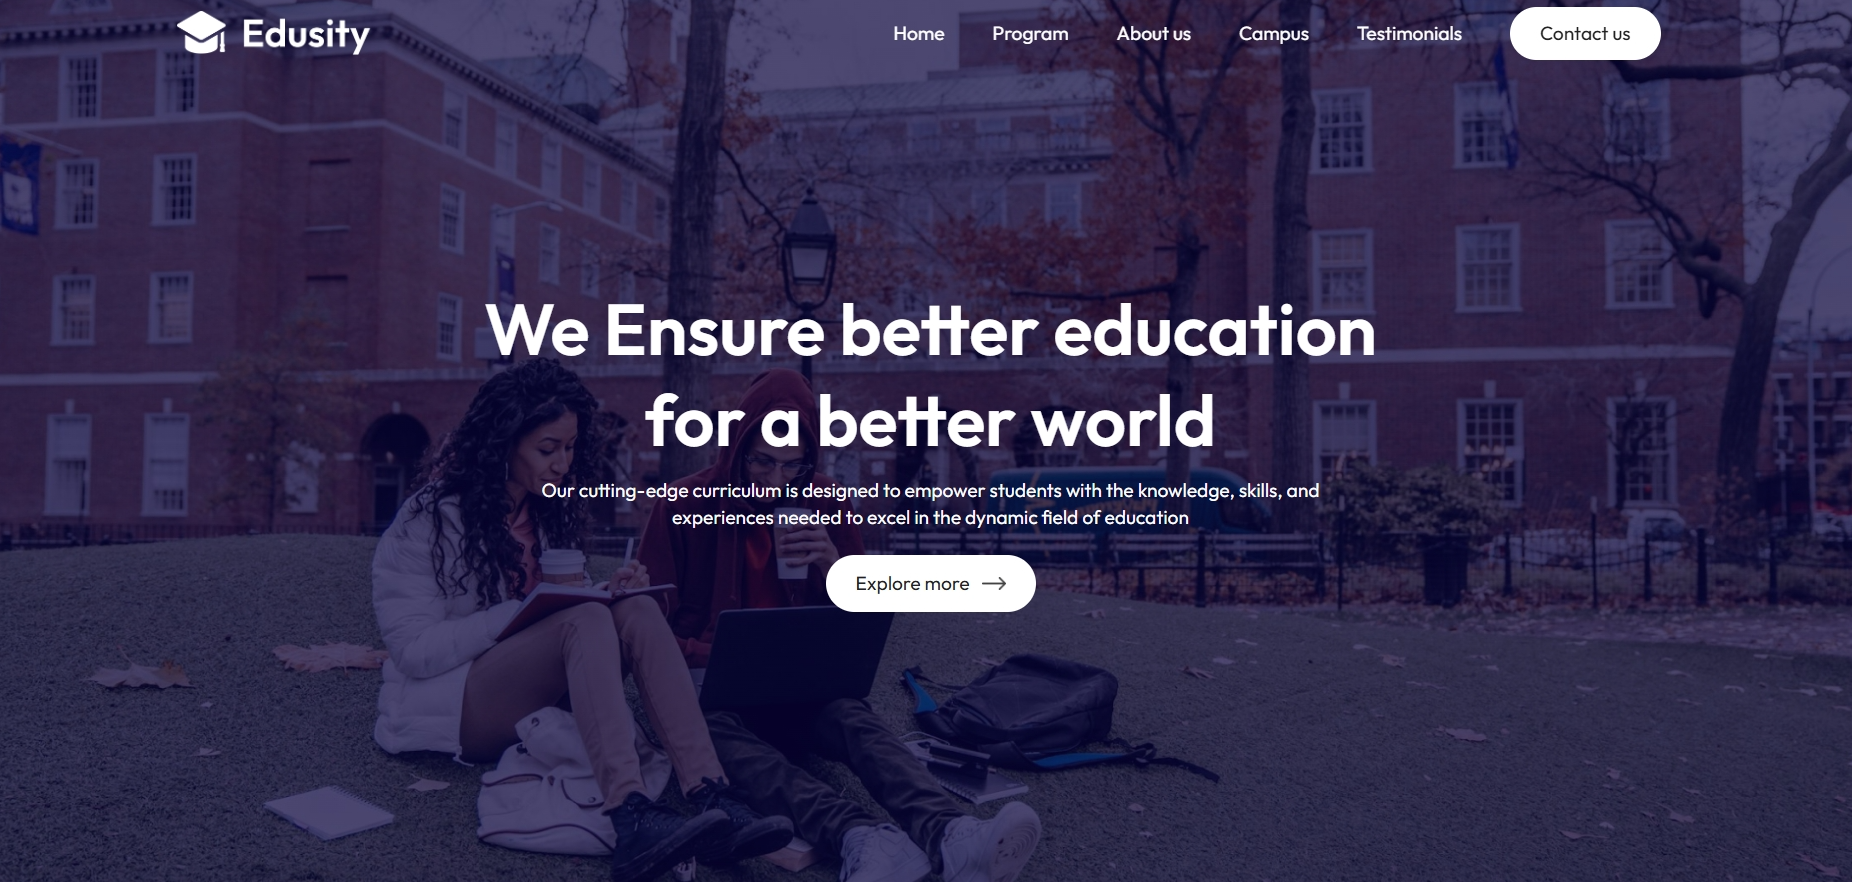 Edusity
Home
Program
About us
Campus
Testimonials
Contact us
We Ensure better education
for a better world
Our cutting-edge curriculum is designed to empower students with the knowledge, skills, and
experiences needed to excel in the dynamic field of education
Explore more